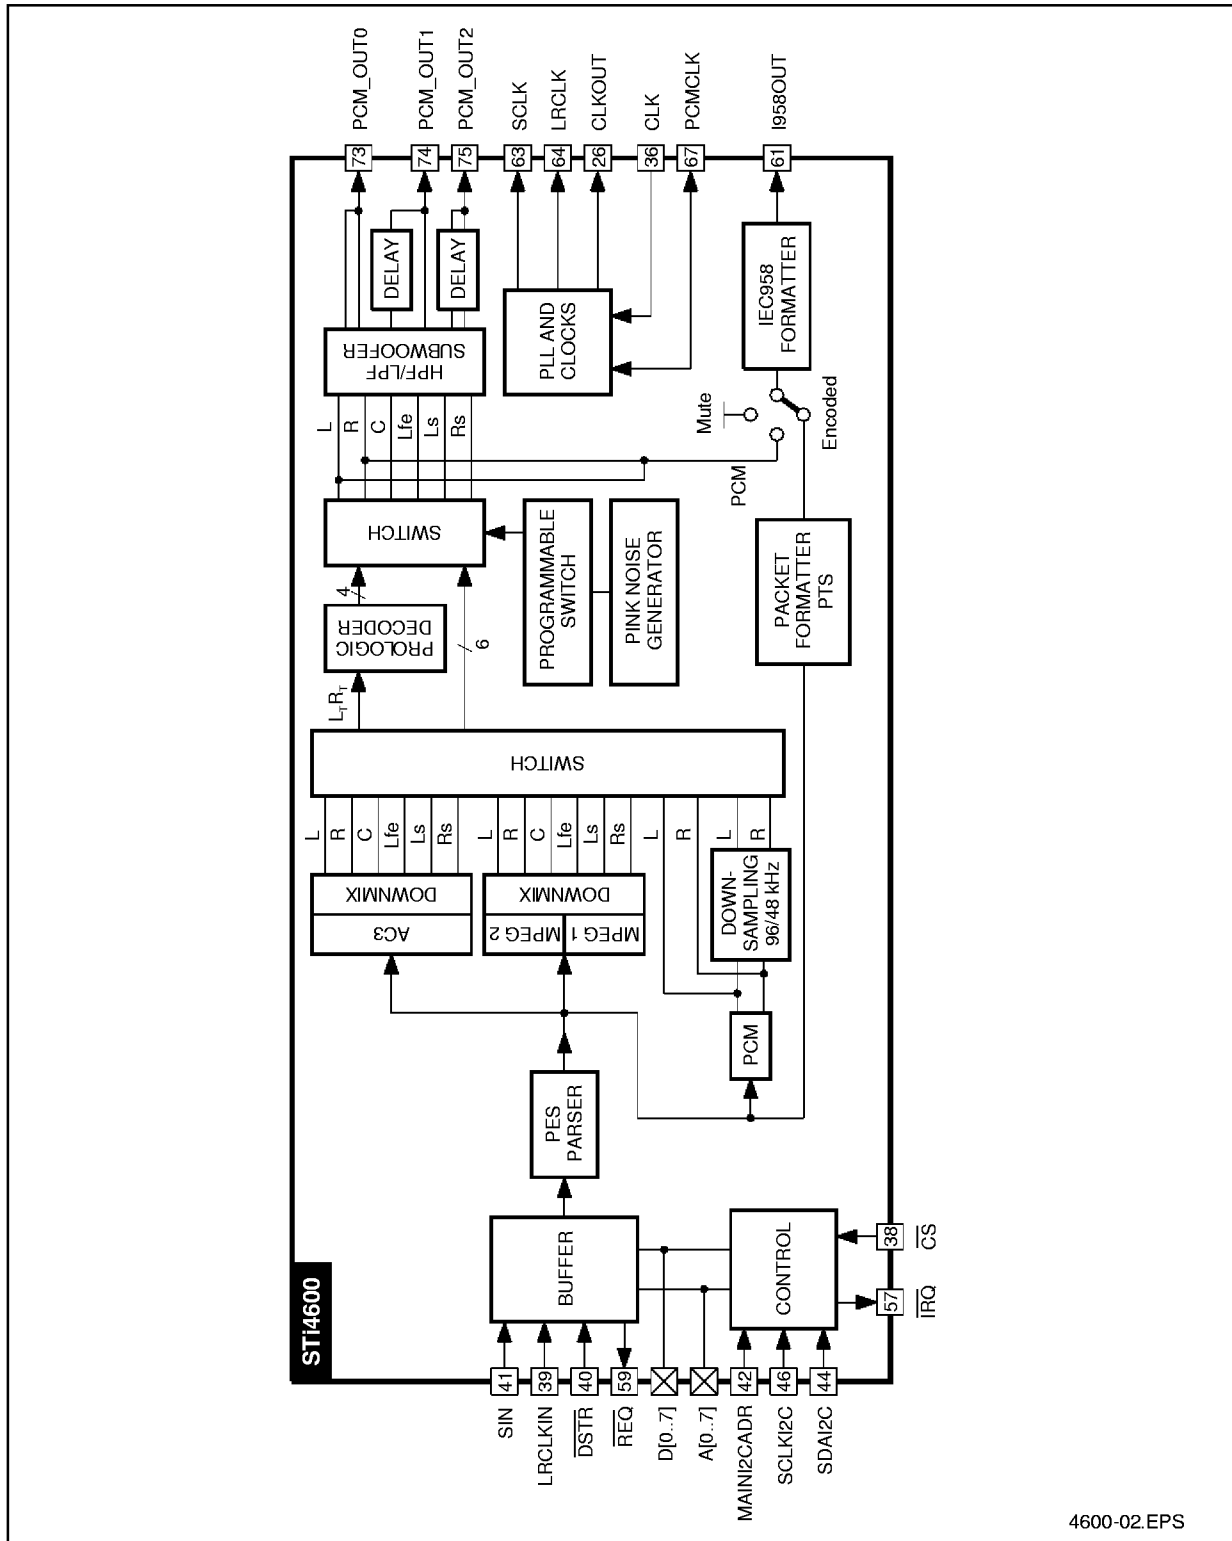 STi4600
SIN
41
LRCLKIN
39
DSTR
40
REQ
59
D[0..7]
A[0..7]
MAINI2CADR
42
SCLKI2C
46
SDAI2C
44
BUFFER
CONTROL
IRQ
57
CS
38
PES
PARSER
AC3
DOWNMIX
MPEG 2
MPEG 1
DOWNMIX
PCM
DOWN-
SAMPLING
96/48 kHz
L
R
C
Lfe
Ls
Rs
L
R
C
Lfe
Ls
Rs
L
R
L
R
SWITCH
LTRT
PROLOGIC
DECODER
4
6
SWITCH
PROGRAMMABLE
SWITCH
PINK NOISE
GENERATOR
PACKET
FORMATTER
PTS
L
R
C
Lfe
Ls
Rs
HPF/LPF
SUBWOOFER
DELAY
DELAY
PLL AND
CLOCKS
PCM
Mute
Encoded
IEC958
FORMATTER
73
PCM_OUT0
74
PCM_OUT1
75
PCM_OUT2
63
SCLK
64
LRCLK
26
CLKOUT
36
CLK
67
PCMCLK
61
I958OUT
4600-02.EPS